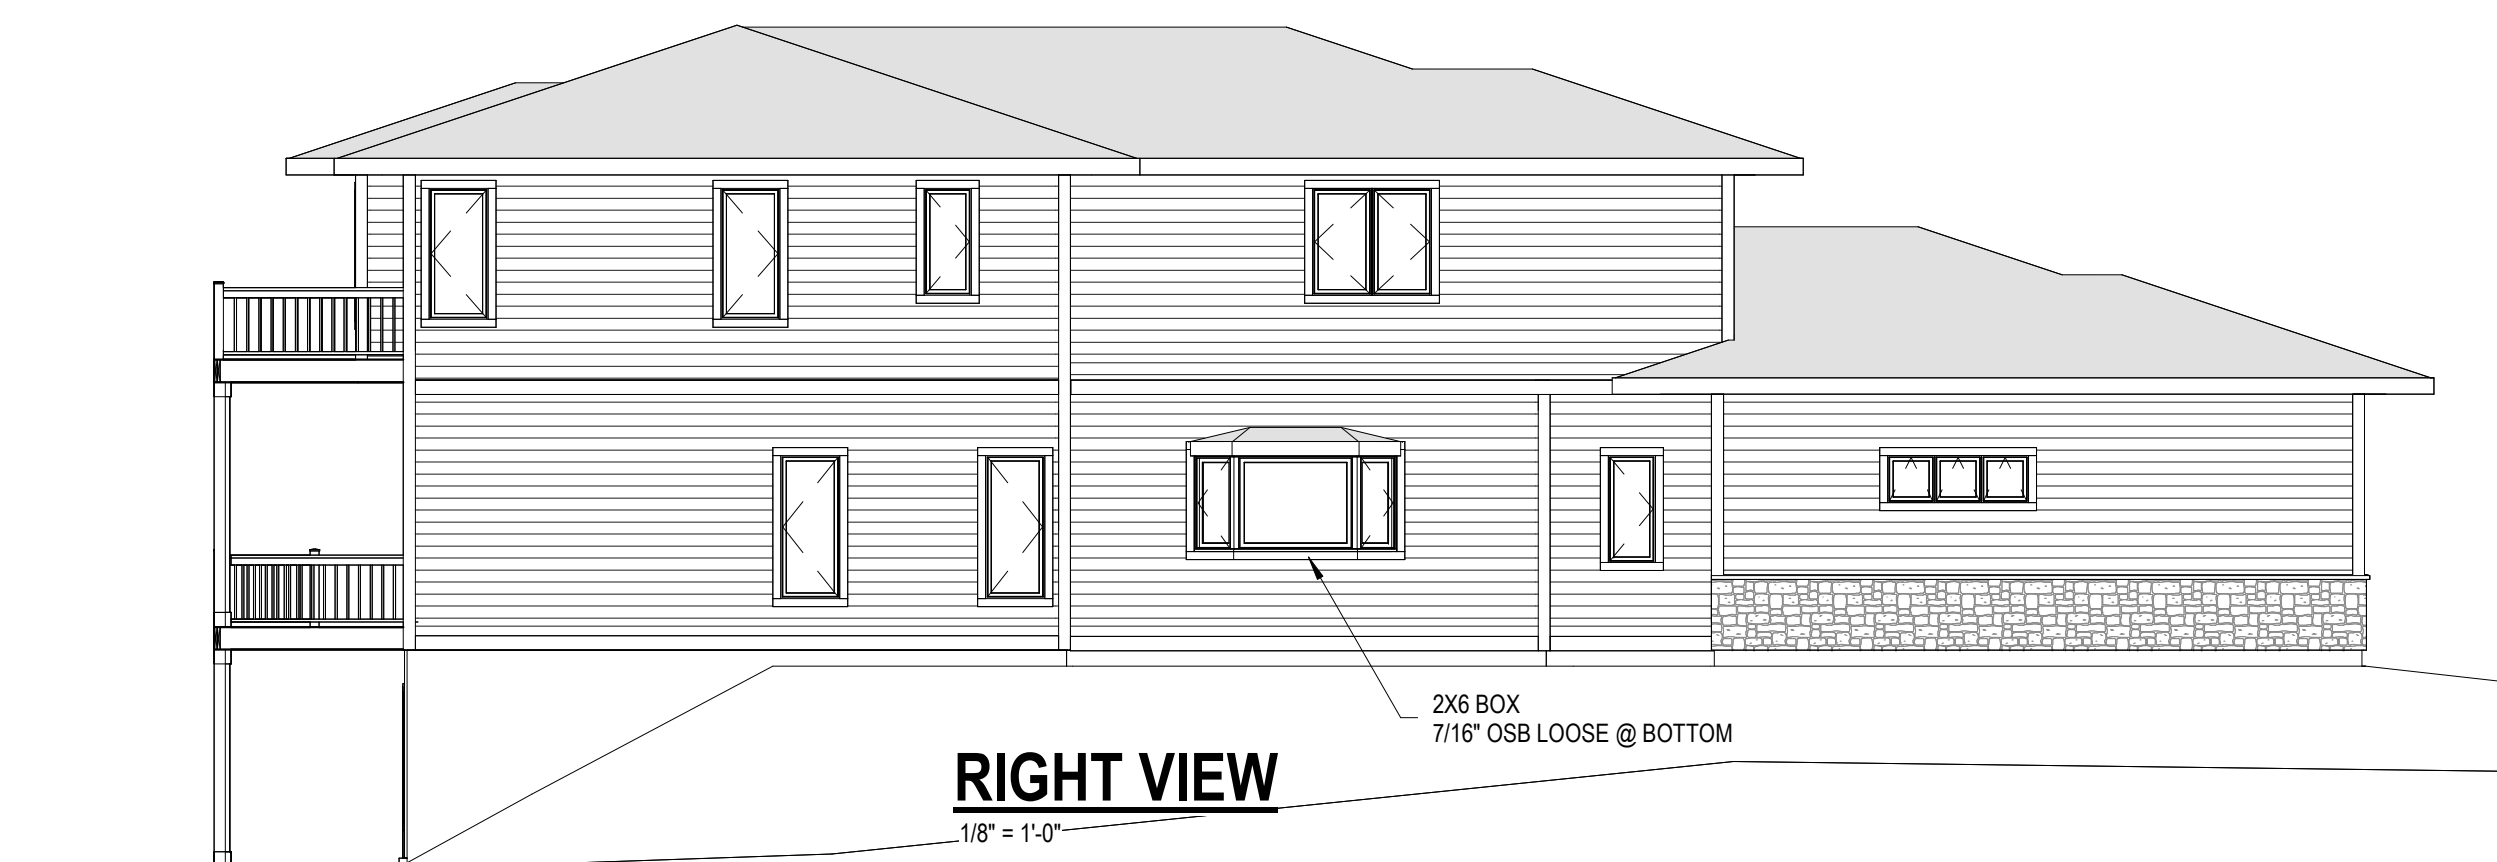 2X6 BOX
7/16" OSB LOOSE @ BOTTOM
RIGHT VIEW
1/8" = 1'-0"